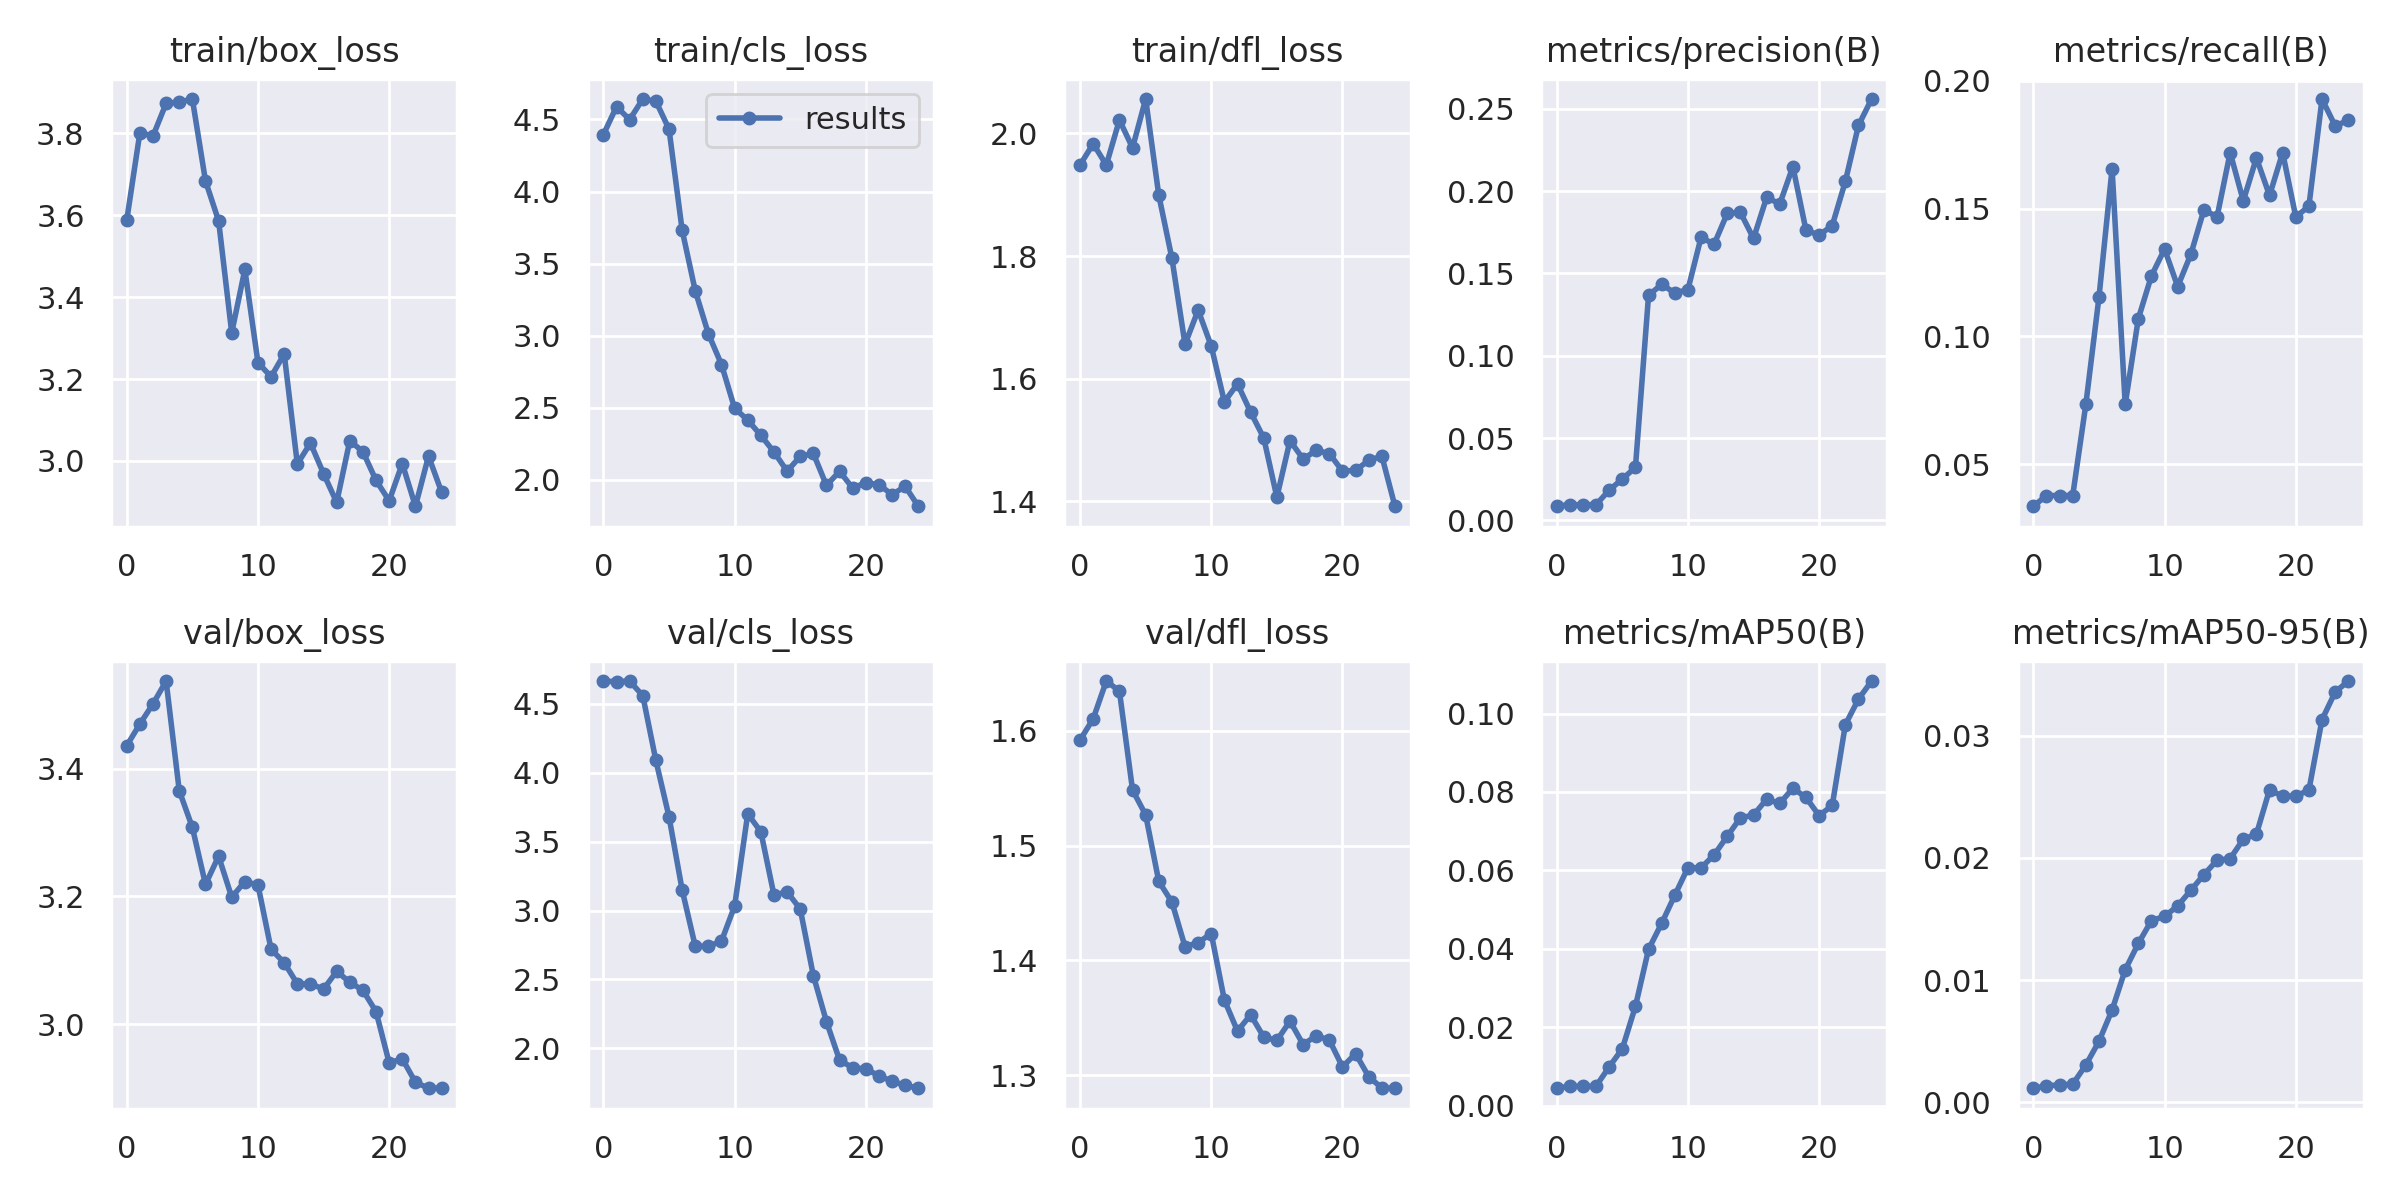 train/box_loss
3.8
3.6
3.4
3.2
3.0
0 10 20
train/cls_loss
results
4.5
4.0
3.5
3.0
2.5
2.0
0 10 20
train/dfl_loss
2.0
1.8
1.6
1.4
0 10 20
metrics/precision(B)
0.25
0.20
0.15
0.10
0.05
0.00
0 10 20
metrics/recall(B)
0.20
0.15
0.10
0.05
0 10 20
val/box_loss
3.4
3.2
3.0
0 10 20
val/cls_loss
4.5
4.0
3.5
3.0
2.5
2.0
0 10 20
val/dfl_loss
1.6
1.5
1.4
1.3
0 10 20
metrics/mAP50(B)
0.10
0.08
0.06
0.04
0.02
0.00
0 10 20
metrics/mAP50-95(B)
0.03
0.02
0.01
0.00
0 10 20